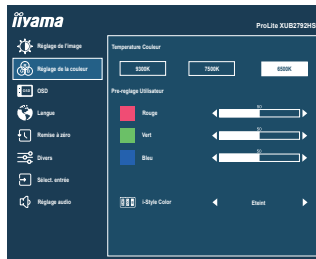 iiyama
ProLite XUB2792HS
Réglage de l'image
Réglage de la couleur
OSD
Langue
Remise à zéro
Divers
Sélect. entrée
Réglage audio
Temperature Couleur
9300K 7500K 6500K
Pre-reglage Utilisateur
Rouge 50
Vert 50
Bleu 50
i-Style Color Eteint